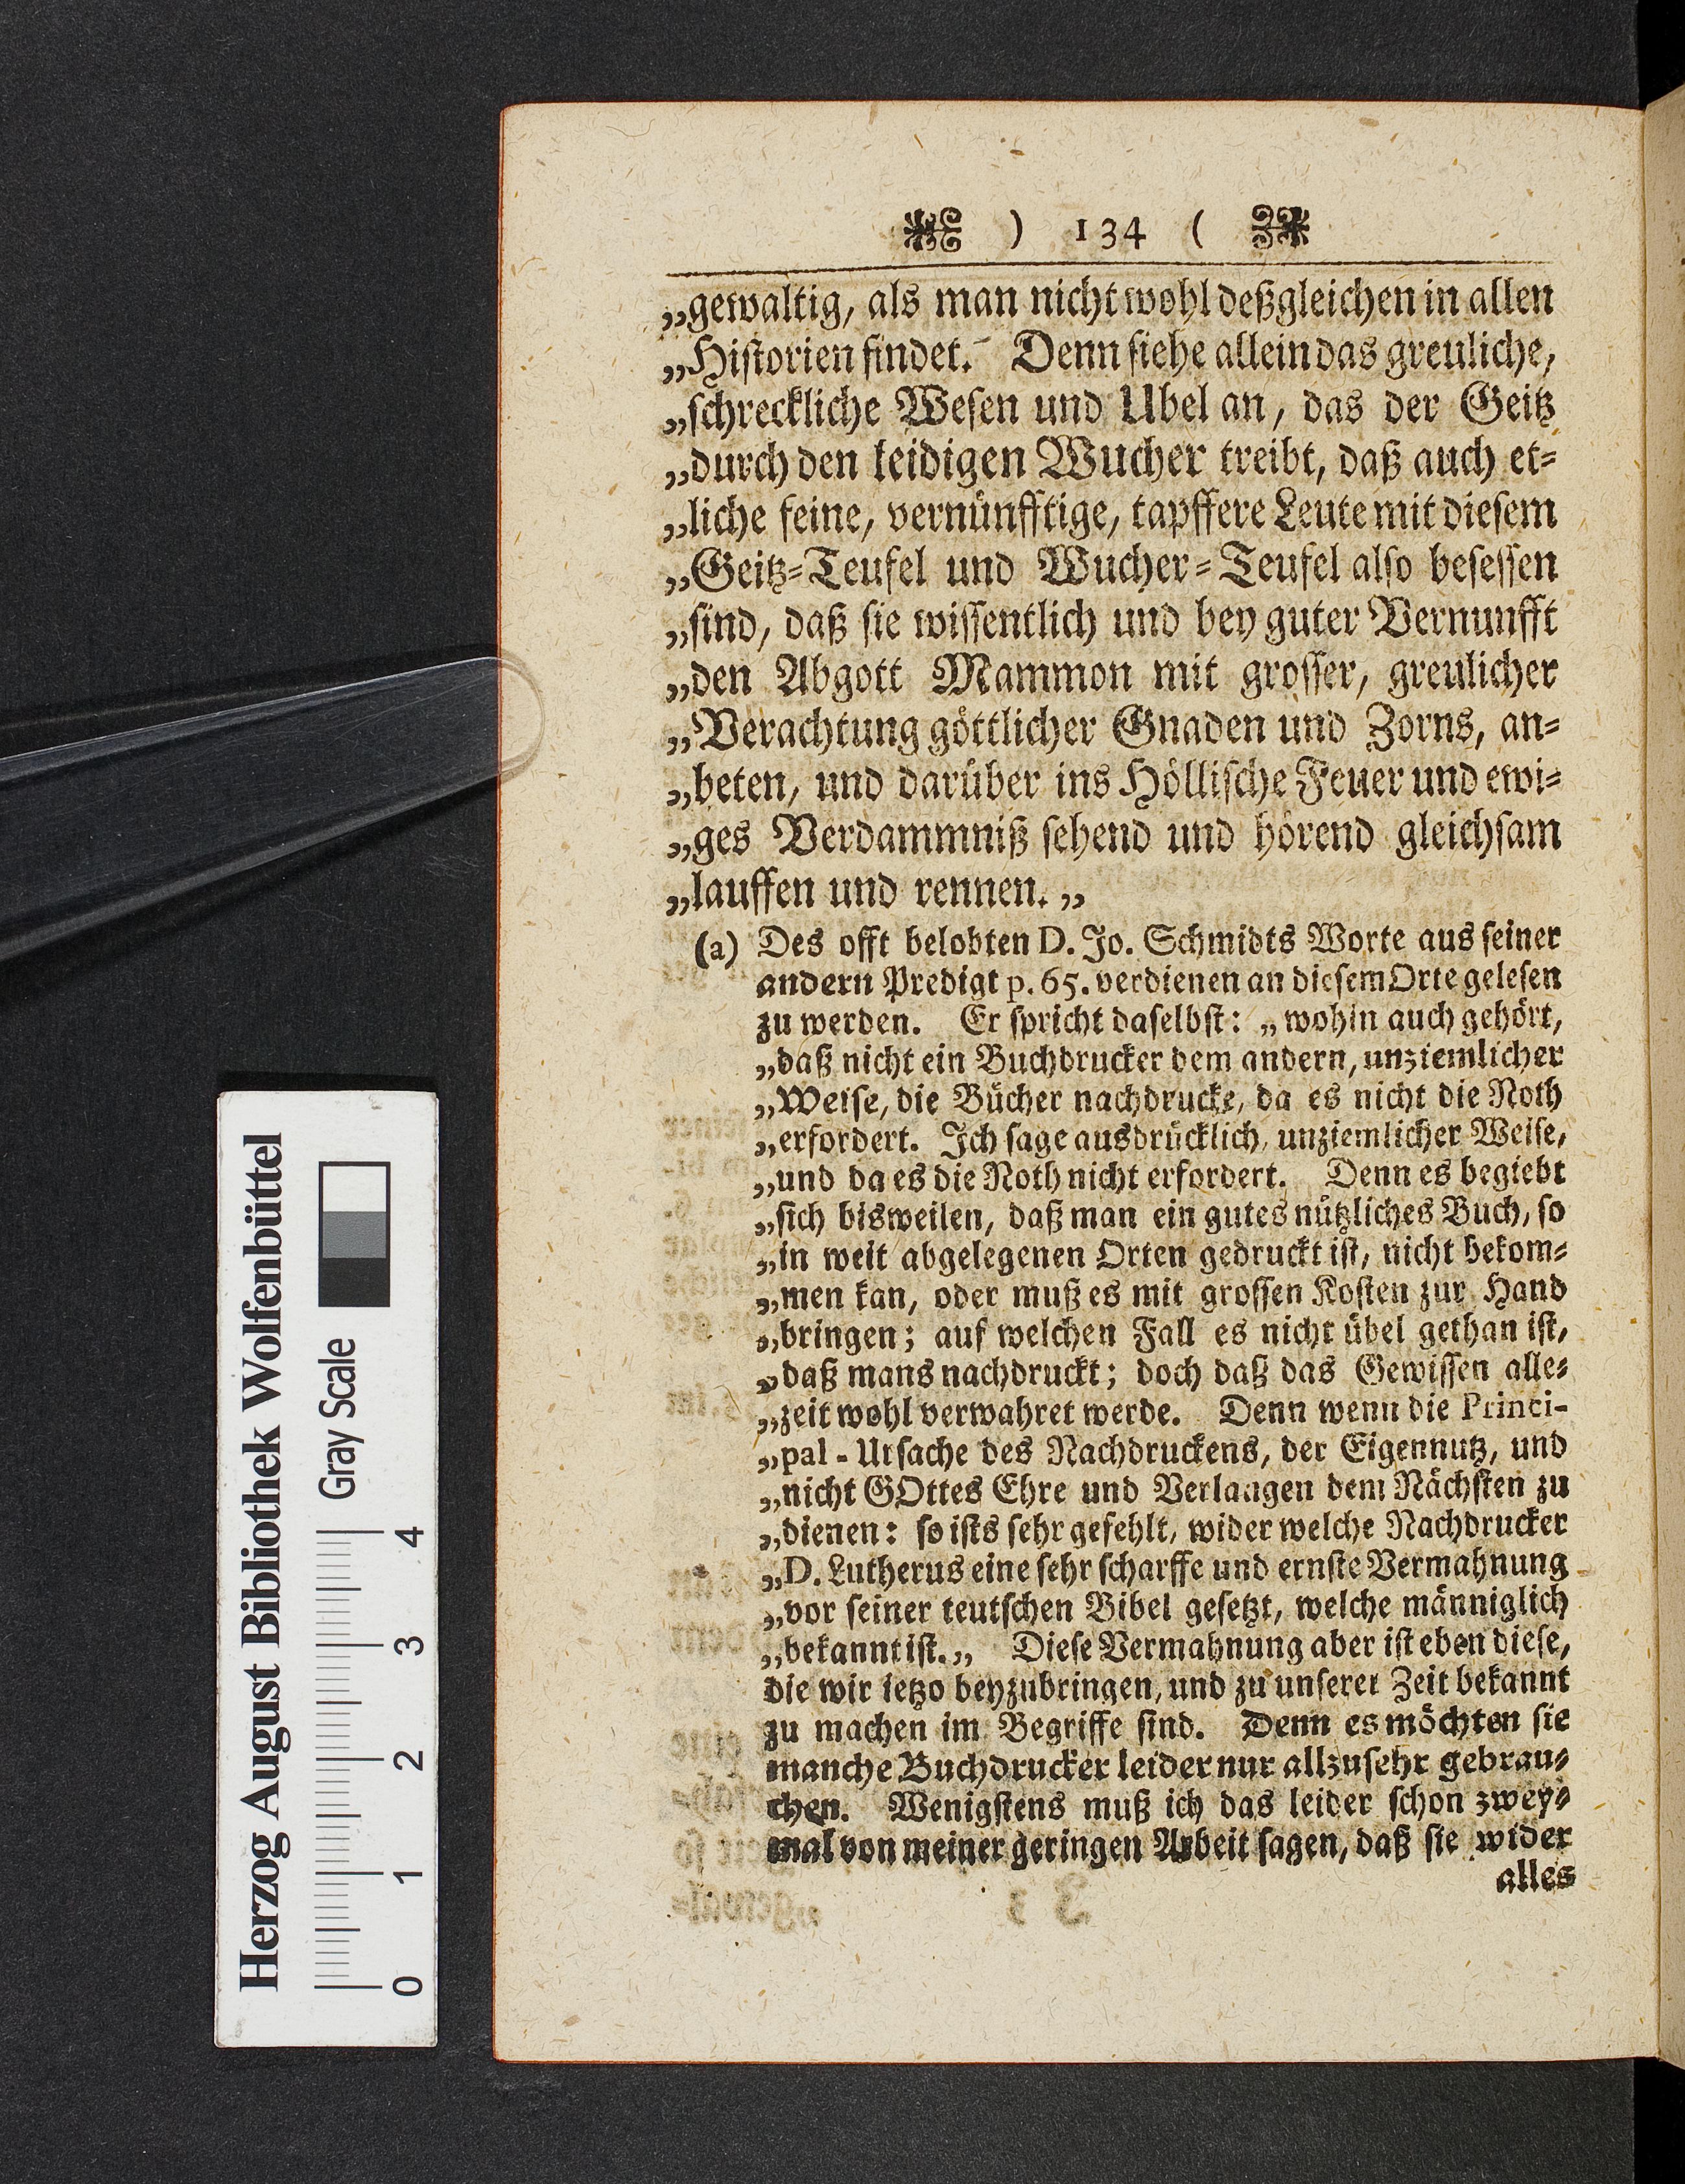 ) 134 (
„gewaltig, als man nicht wohl deßgleichen in allen
„Historien findet. Denn siehe allein das greuliche,
„schreckliche Wesen und Ubel an, das der Geitz
„durch den leidigen Wucher treibt, daß auch et-
„liche feine, vernünfftige, tapffere Leute mit diesem
„Geitz-Teufel und Wucher-Teufel also besessen
„sind, daß sie wissentlich und bey guter Vernunfft
„den Abgott Mammon mit grosser, greulicher
„Verachtung göttlicher Gnaden und Zorns, an-
„beten, und darüber ins Höllische Feuer und ewi-
„ges Verdammniß sehend und hörend gleichsam
„lauffen und rennen.„
(a) Des offt belobten D. Jo. Schmidts Worte aus seiner
andern Predigt p. 65. verdienen an diesem Orte gelesen
zu werden. Er spricht daselbst: „wohin auch gehört,
„daß nicht ein Buchdrucker dem andern, unziemlicher
„Weise, die Bücher nachdrucke, da es nicht die Noth
„erfordert. Ich sage ausdrücklich, unziemlicher Weise,
„und da es die Noth nicht erfordert. Denn es begiebt
„sich bisweilen, daß man ein gutes nützliches Buch, so
„in weit abgelegenen Orten gedruckt ist, nicht bekom-
„men kan, oder muß es mit grossen Kosten zur Hand
„bringen; auf welchen Fall es nicht übel gethan ist,
„daß mans nachdruckt; doch daß das Gewissen alle-
„zeit wohl verwahret werde. Denn wenn die Princi-
„pal-Ursache des Nachdruckens, der Eigennutz, und
„nicht GOttes Ehre und Verlangen dem Nächsten zu
„dienen: so ists sehr gefehlt, wider welche Nachdrucker
„D. Lutherus eine sehr scharffe und ernste Vermahnung
„vor seiner teutschen Bibel gesetzt, welche männiglich
„bekannt ist.„ Diese Vermahnung aber ist eben diese,
die wir ietzo beyzubringen, und zu unserer Zeit bekannt
zu machen im Begriffe sind. Denn es möchten sie
manche Buchdrucker leider nur allzusehr gebrau-
chen. Wenigstens muß ich das leider schon zwey-
mal von meiner geringen Arbeit sagen, daß sie wider
alles
Herzog August Bibliothek Wolfenbüttel
Gray Scale
0 1 2 3 4